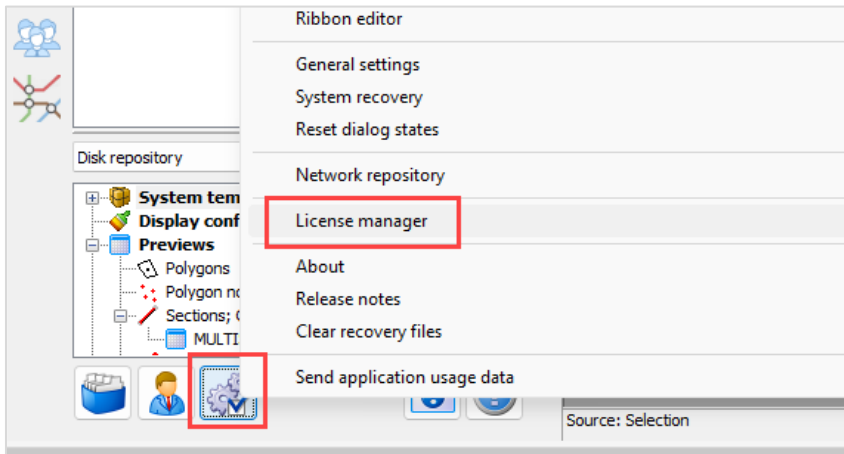 Ribbon editor
General settings
System recovery
Reset dialog states
Network repository
License manager
About
Release notes
Clear recovery files
Send application usage data
Disk repository
System tem
Display conf
Previews
Polygons
Polygon no
Sections; (
MULTI
Source: Selection